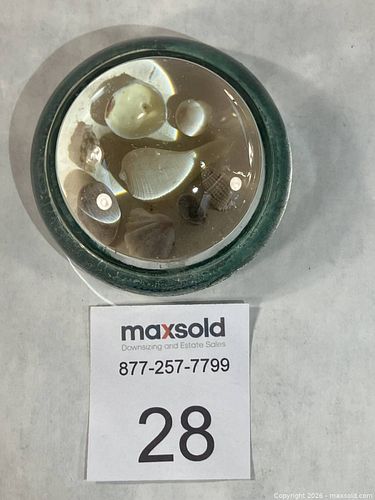 maxsold
Downsizing and Estate Sales
877-257-7799
28
Copyright 2026 - maxsold.com